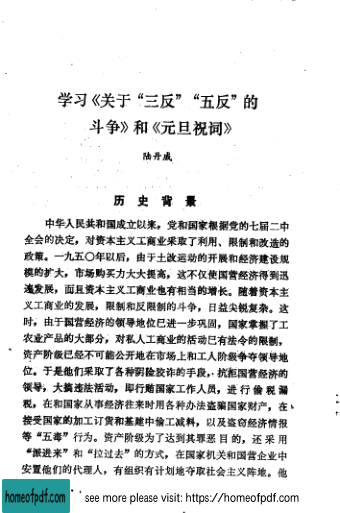 学习《关于“三反”“五反”的
斗争》和《元旦祝词》
陆丹威
历史背景
中华人民共和国成立以来，党和国家根据党的七届二中
全会的决定，对资本主义工商业采取了利用、限制和改造的
政策。一九五〇年以后，由于土改运动的开展和经济建设规
模的扩大，市场购买力大大提高，这不仅使国营经济得到迅
速发展，而且资本主义商业也有相当的增长。随着资本主
义工商业的发展，限制和反限制的斗争，日益尖锐复杂。这
时，由于国营经济的领导地位已进一步巩固，国家掌握了工
农业产品的大部分，对私人工商业的活动已有法令的限制，
资产阶级已经不可能公开地在市场上和工人阶级争夺领导地
位。于是他们采取了各种阴险狡诈的手段，抗拒国营经济的
领导，大搞违法活动，即行贿国家工作人员，进行偷税漏
税，在和国家从事经济往来时用各种办法盗骗国家财产，在
接受国家的加工订货和基建中偷工减料，以及盗窃经济情报
等“五毒”行为。资产阶级为了达到其罪恶目的，还采用
“派进来”和“拉过去”的方式，在国家机关和国营企业中
安置他们的代理人，有组织有计划地夺取社会主义阵地。他
homeofpdf.com
see more please visit: https://homeofpdf.com